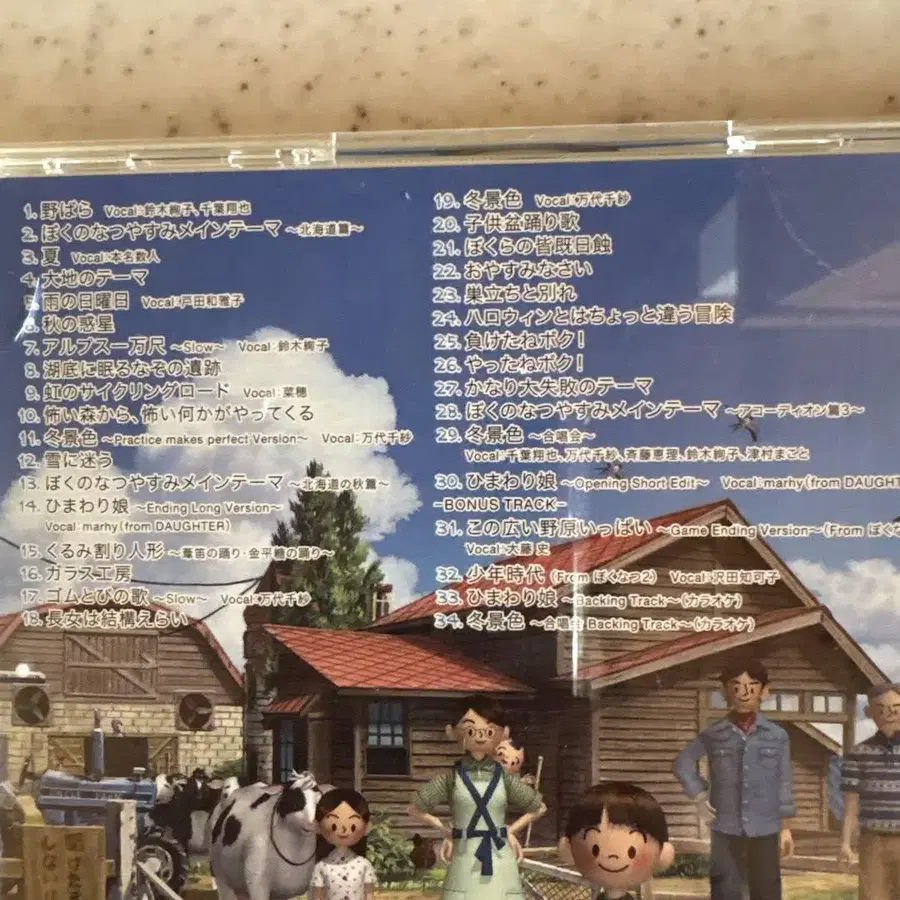 1. 野ばら Vocal:鈴木絢子、千葉翔也
2. ぼくのなつやすみメインテーマ 〜北海道篇〜
3. 夏 Vocal:本名数人
4. 大地のテーマ
5. 雨の日曜日 Vocal:戸田和雅子
6. 秋の惑星
7. アルプス一万尺 〜Slow〜 Vocal:鈴木絢子
8. 湖底に眠るなぞの遺跡
9. 虹のサイクリングロード Vocal:菜穂
10. 怖い森から、怖い何かがやってくる
11. 冬景色 〜Practice makes perfect Version〜 Vocal:万代千紗
12. 雪に迷う
13. ぼくのなつやすみメインテーマ 〜北海道の秋篇〜
14. ひまわり娘 〜Ending Long Version〜
Vocal:marhy(from DAUGHTER)
15. くるみ割り人形 〜葦笛の踊り・金平糖の踊り〜
16. ガラス工房
17. ゴムとびの歌 〜Slow〜 Vocal:万代千紗
18. 長女は結構えらい
19. 冬景色 Vocal:万代千紗
20. 子供盆踊り歌
21. ぼくらの皆既日蝕
22. おやすみなさい
23. 巣立ちと別れ
24. ハロウィンとはちょっと違う冒険
25. 負けたねボク!
26. やったねボク!
27. かなり大失敗のテーマ
28. ぼくのなつやすみメインテーマ 〜アコーディオン篇3〜
29. 冬景色 〜合唱会〜
Vocal:千葉翔也、万代千紗、斉藤恵理、鈴木絢子、津村まこと
30. ひまわり娘 〜Opening Short Edit〜 Vocal:marhy(from DAUGHTE
–BONUS TRACK–
31. この広い野原いっぱい 〜Game Ending Version〜(From ぼくな
Vocal:大藤 史
32. 少年時代 (From ぼくなつ2) Vocal:沢田知可子
33. ひまわり娘 〜Backing Track〜(カラオケ)
34. 冬景色 〜合唱会 Backing Track〜(カラオケ)